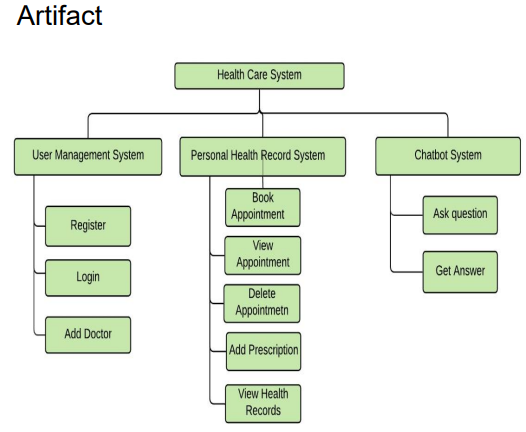 Artifact
Health Care System
User Management System
Personal Health Record System
Chatbot System
Register
Login
Add Doctor
Book
Appointment
View
Appointment
Delete
Appointmetn
Add Prescription
View Health
Records
Ask question
Get Answer